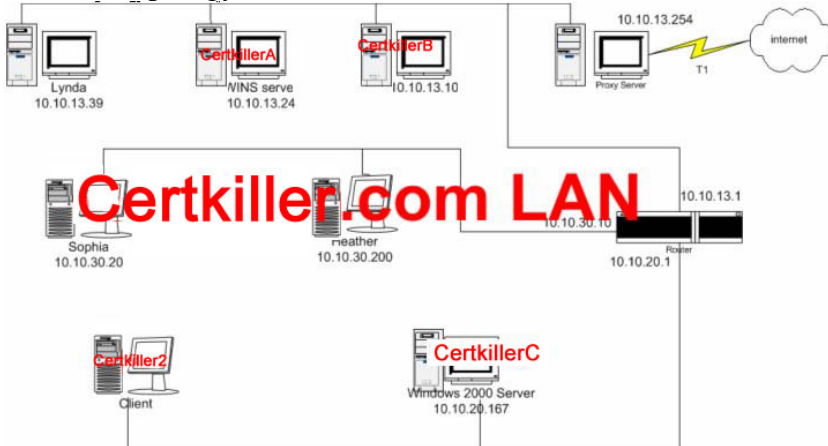 10.10.13.254
internet
CertkillerA
CertkillerB
T1
Lynda
10.10.13.39
WINS serve
10.10.13.24
10.10.13.10
Proxy Server
Certkiller.com LAN
10.10.13.1
10.10.30.10
Sophia
10.10.30.20
Heather
10.10.30.200
Router
10.10.20.1
Certkiller2
CertkillerC
Client
Windows 2000 Server
10.10.20.167